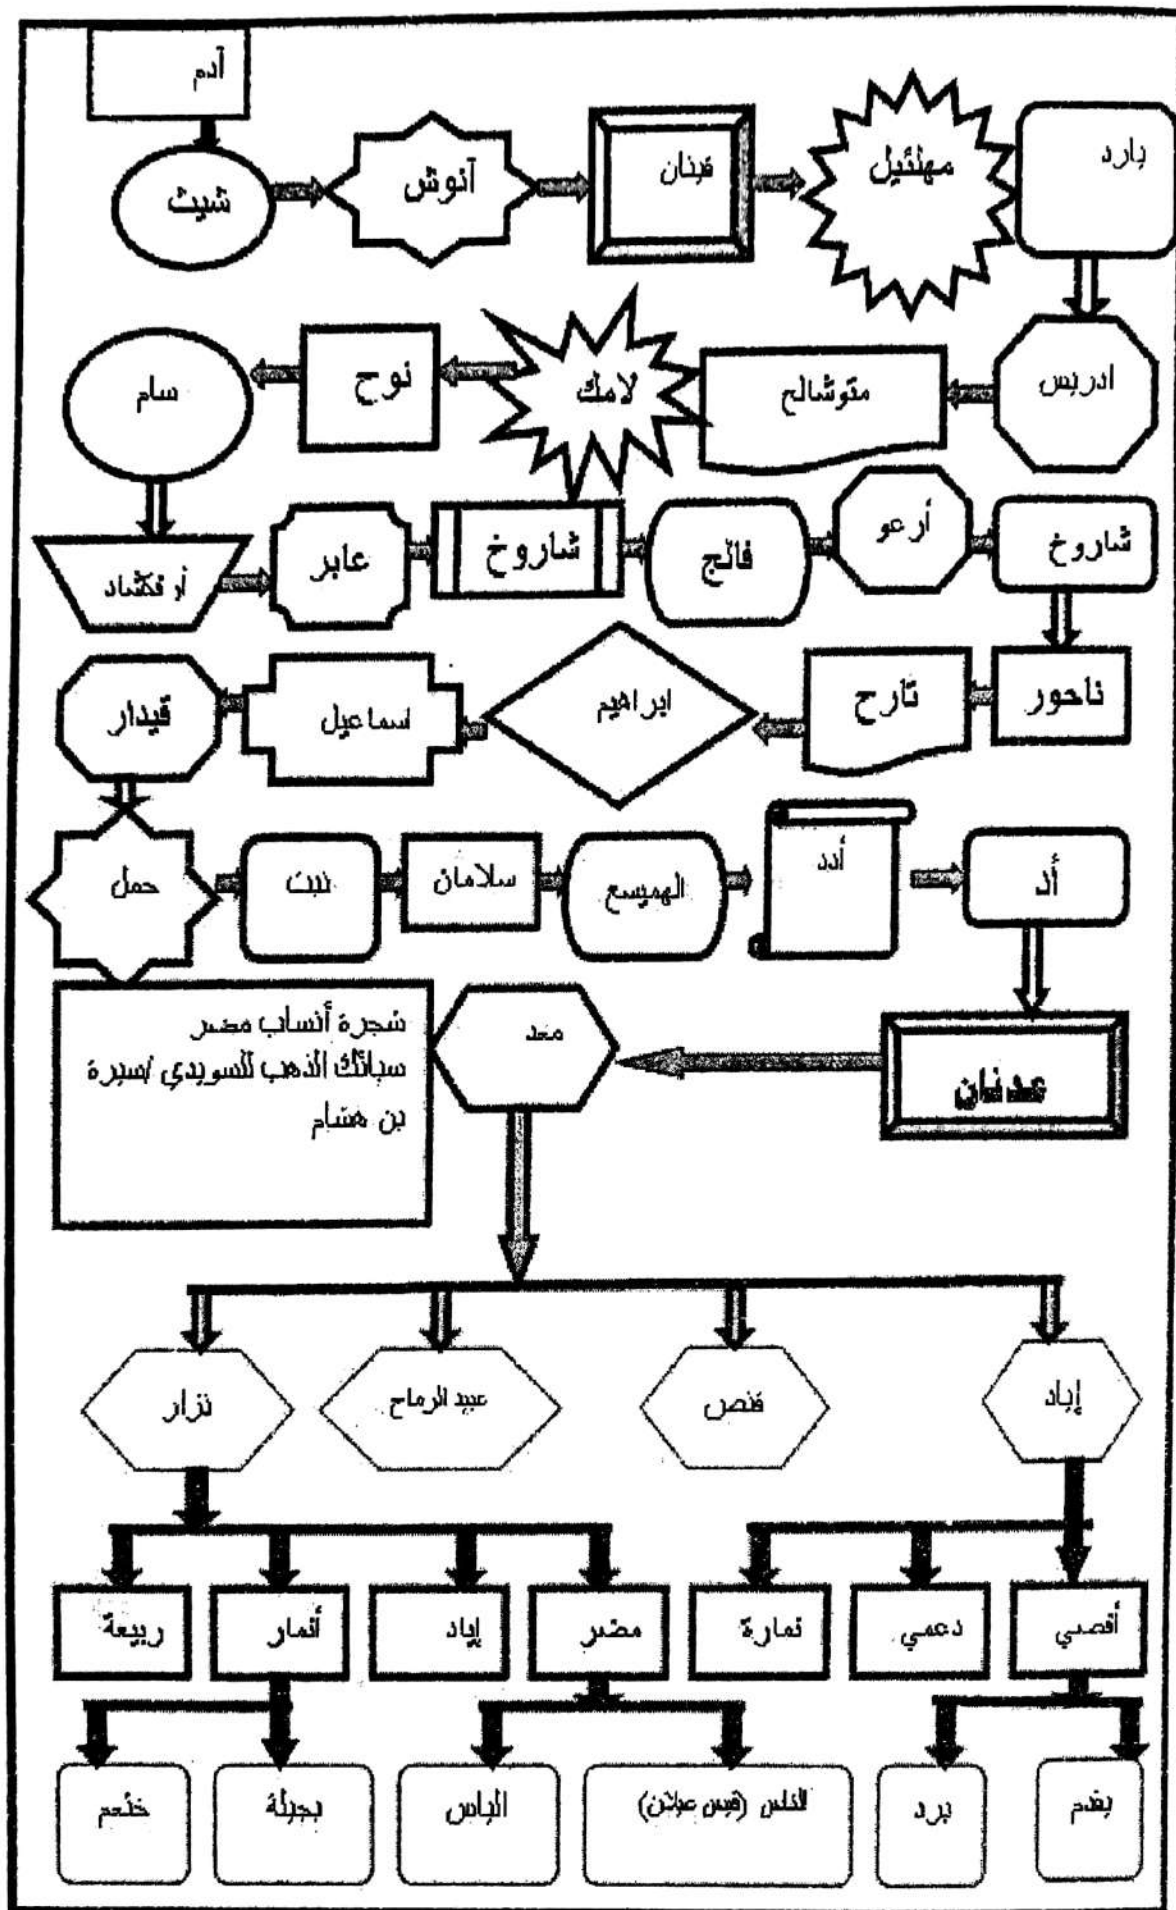 آدم
شيث
آنوش
قينان
مهلئيل
يارد
ادريس
متوشالح
لامك
نوح
سام
أرفكشاد
عابر
شاروخ
فالج
أرعو
شاروخ
ناحور
تارح
ابراهيم
اسماعيل
قيدار
حمل
نبت
سلامان
الهميسع
أدد
أد
عدنان
معد
شجرة أنساب مضر
سبائك الذهب للسويدي /سيرة
بن هشام
إياد
قنص
عبيد الرماح
نزار
أفصي
دعمي
نمارة
مضر
إياد
أنمار
ربيعة
يقدم
برد
الناس (قيس عيلان)
الياس
بجيلة
خثعم